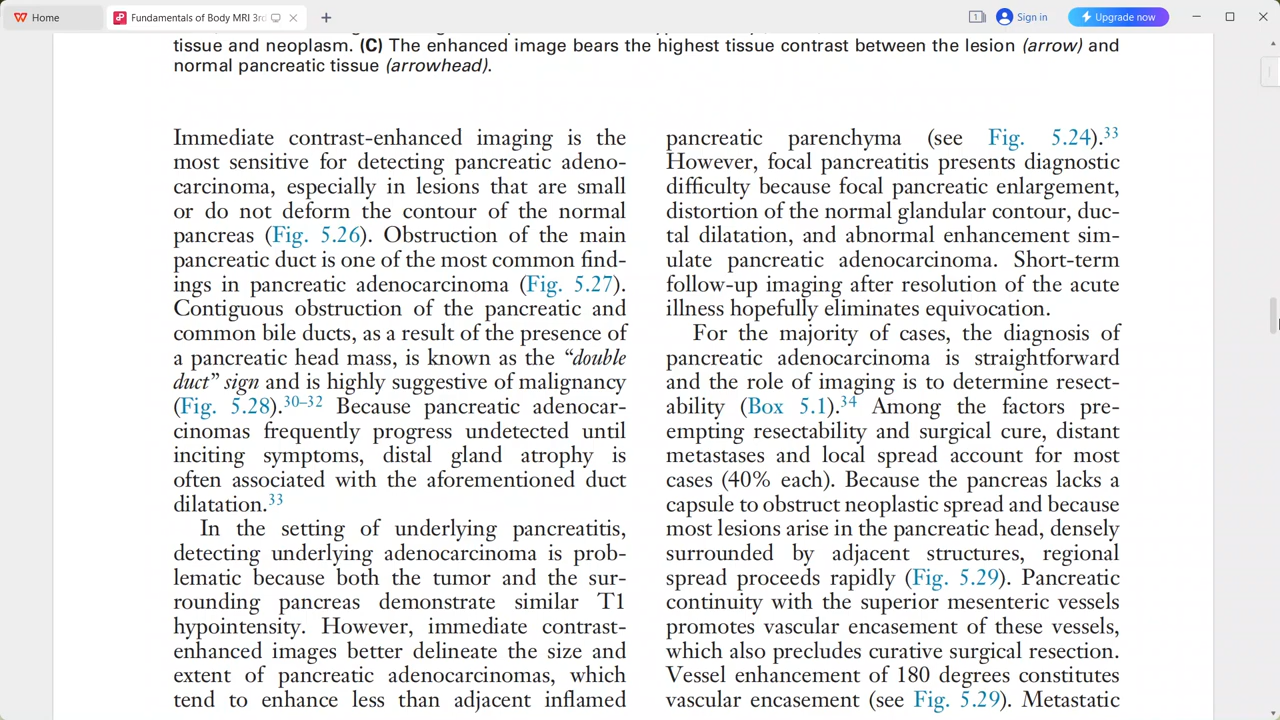 Home
Fundamentals of Body MRI 3rd
1
Sign in
Upgrade now
tissue and neoplasm. (C) The enhanced image bears the highest tissue contrast between the lesion (arrow) and
normal pancreatic tissue (arrowhead).
Immediate contrast-enhanced imaging is the
most sensitive for detecting pancreatic adeno-
carcinoma, especially in lesions that are small
or do not deform the contour of the normal
pancreas (Fig. 5.26). Obstruction of the main
pancreatic duct is one of the most common find-
ings in pancreatic adenocarcinoma (Fig. 5.27).
Contiguous obstruction of the pancreatic and
common bile ducts, as a result of the presence of
a pancreatic head mass, is known as the “double
duct” sign and is highly suggestive of malignancy
(Fig. 5.28).30–32 Because pancreatic adenocar-
cinomas frequently progress undetected until
inciting symptoms, distal gland atrophy is
often associated with the aforementioned duct
dilatation.33
In the setting of underlying pancreatitis,
detecting underlying adenocarcinoma is prob-
lematic because both the tumor and the sur-
rounding pancreas demonstrate similar T1
hypointensity. However, immediate contrast-
enhanced images better delineate the size and
extent of pancreatic adenocarcinomas, which
tend to enhance less than adjacent inflamed
pancreatic parenchyma (see Fig. 5.24).33
However, focal pancreatitis presents diagnostic
difficulty because focal pancreatic enlargement,
distortion of the normal glandular contour, duc-
tal dilatation, and abnormal enhancement sim-
ulate pancreatic adenocarcinoma. Short-term
follow-up imaging after resolution of the acute
illness hopefully eliminates equivocation.
For the majority of cases, the diagnosis of
pancreatic adenocarcinoma is straightforward
and the role of imaging is to determine resect-
ability (Box 5.1).34 Among the factors pre-
empting resectability and surgical cure, distant
metastases and local spread account for most
cases (40% each). Because the pancreas lacks a
capsule to obstruct neoplastic spread and because
most lesions arise in the pancreatic head, densely
surrounded by adjacent structures, regional
spread proceeds rapidly (Fig. 5.29). Pancreatic
continuity with the superior mesenteric vessels
promotes vascular encasement of these vessels,
which also precludes curative surgical resection.
Vessel enhancement of 180 degrees constitutes
vascular encasement (see Fig. 5.29). Metastatic